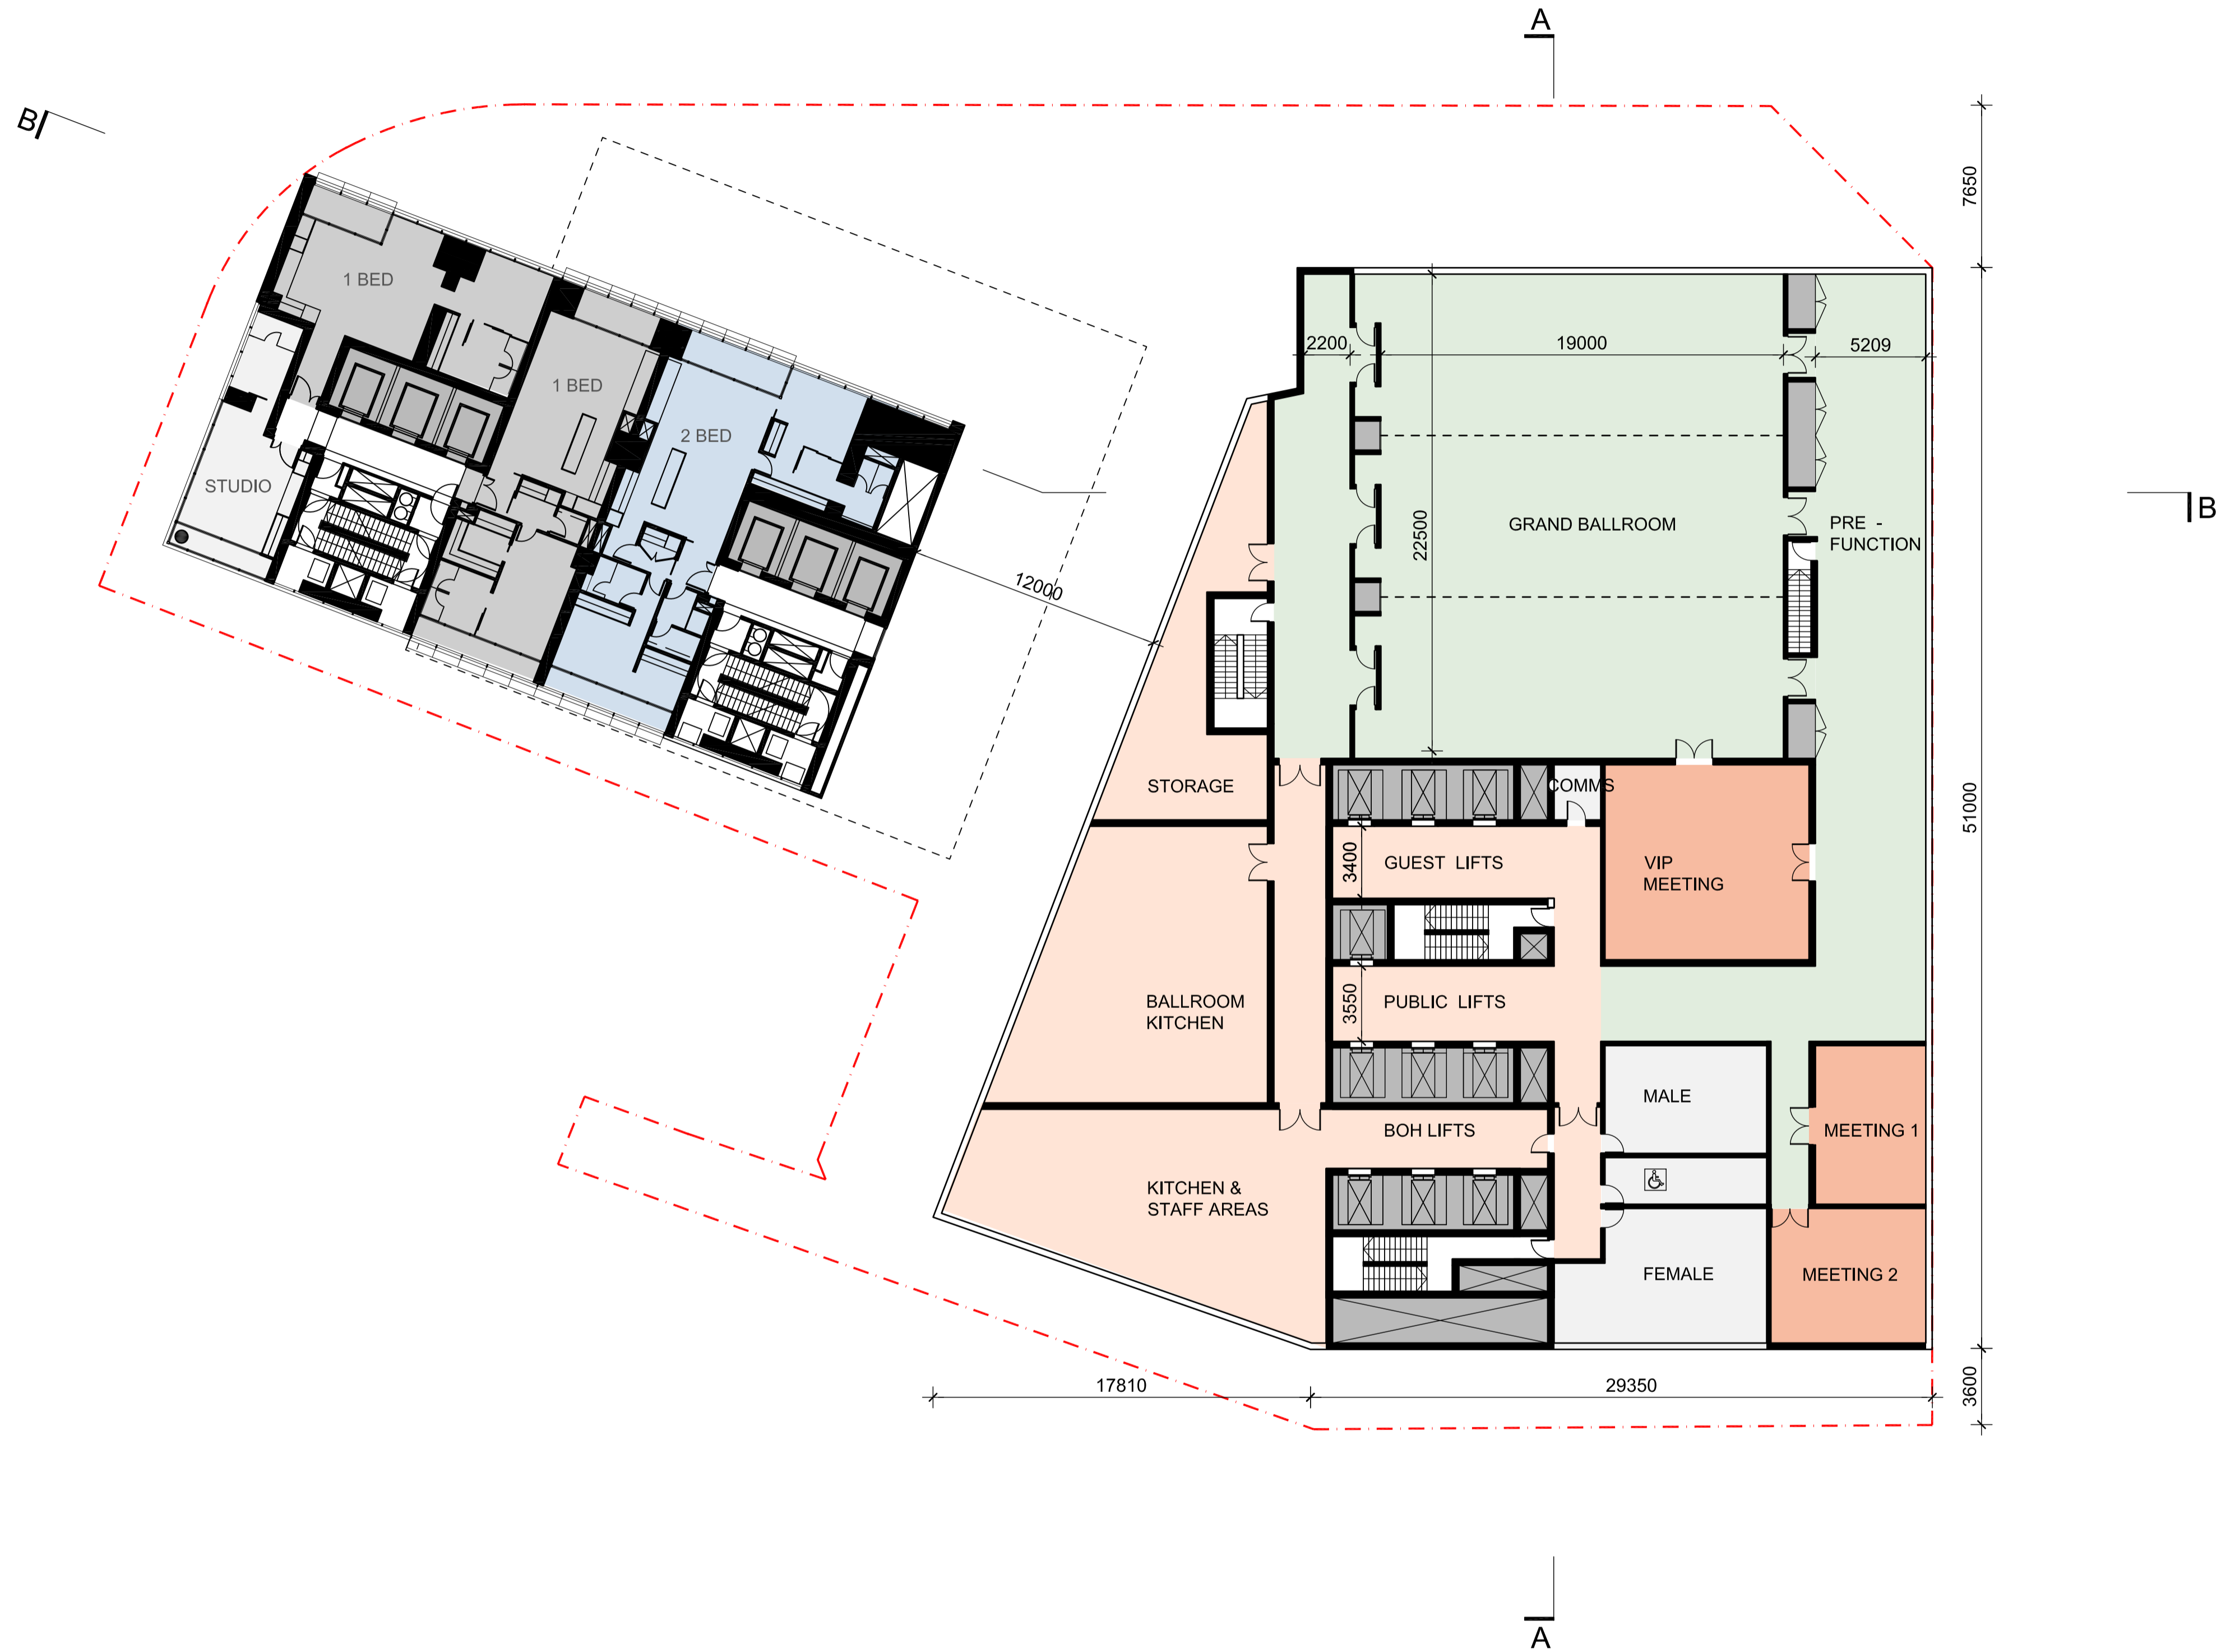 A
B
7650
1 BED
2200
19000
5209
1 BED
2 BED
STUDIO
22500
GRAND BALLROOM
PRE -
FUNCTION
B
12000
STORAGE
COMMS
51000
3400
GUEST LIFTS
VIP
MEETING
BALLROOM
KITCHEN
3550
PUBLIC LIFTS
MALE
BOH LIFTS
MEETING 1
KITCHEN &
STAFF AREAS
FEMALE
MEETING 2
17810
29350
3600
A